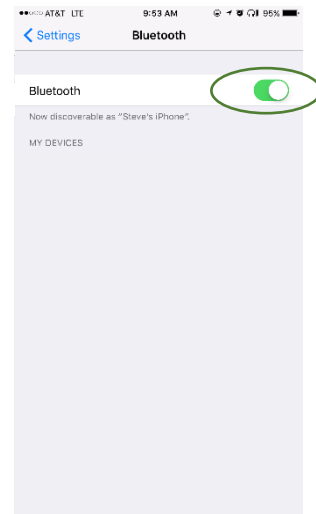 AT&T LTE 9:53 AM 95%
Settings Bluetooth
Bluetooth
Now discoverable as "Steve's iPhone".
MY DEVICES